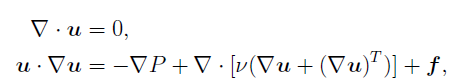 ∇ · u = 0,
u · ∇u = −∇P + ∇ · [ν(∇u + (∇u)ᵀ)] + f,